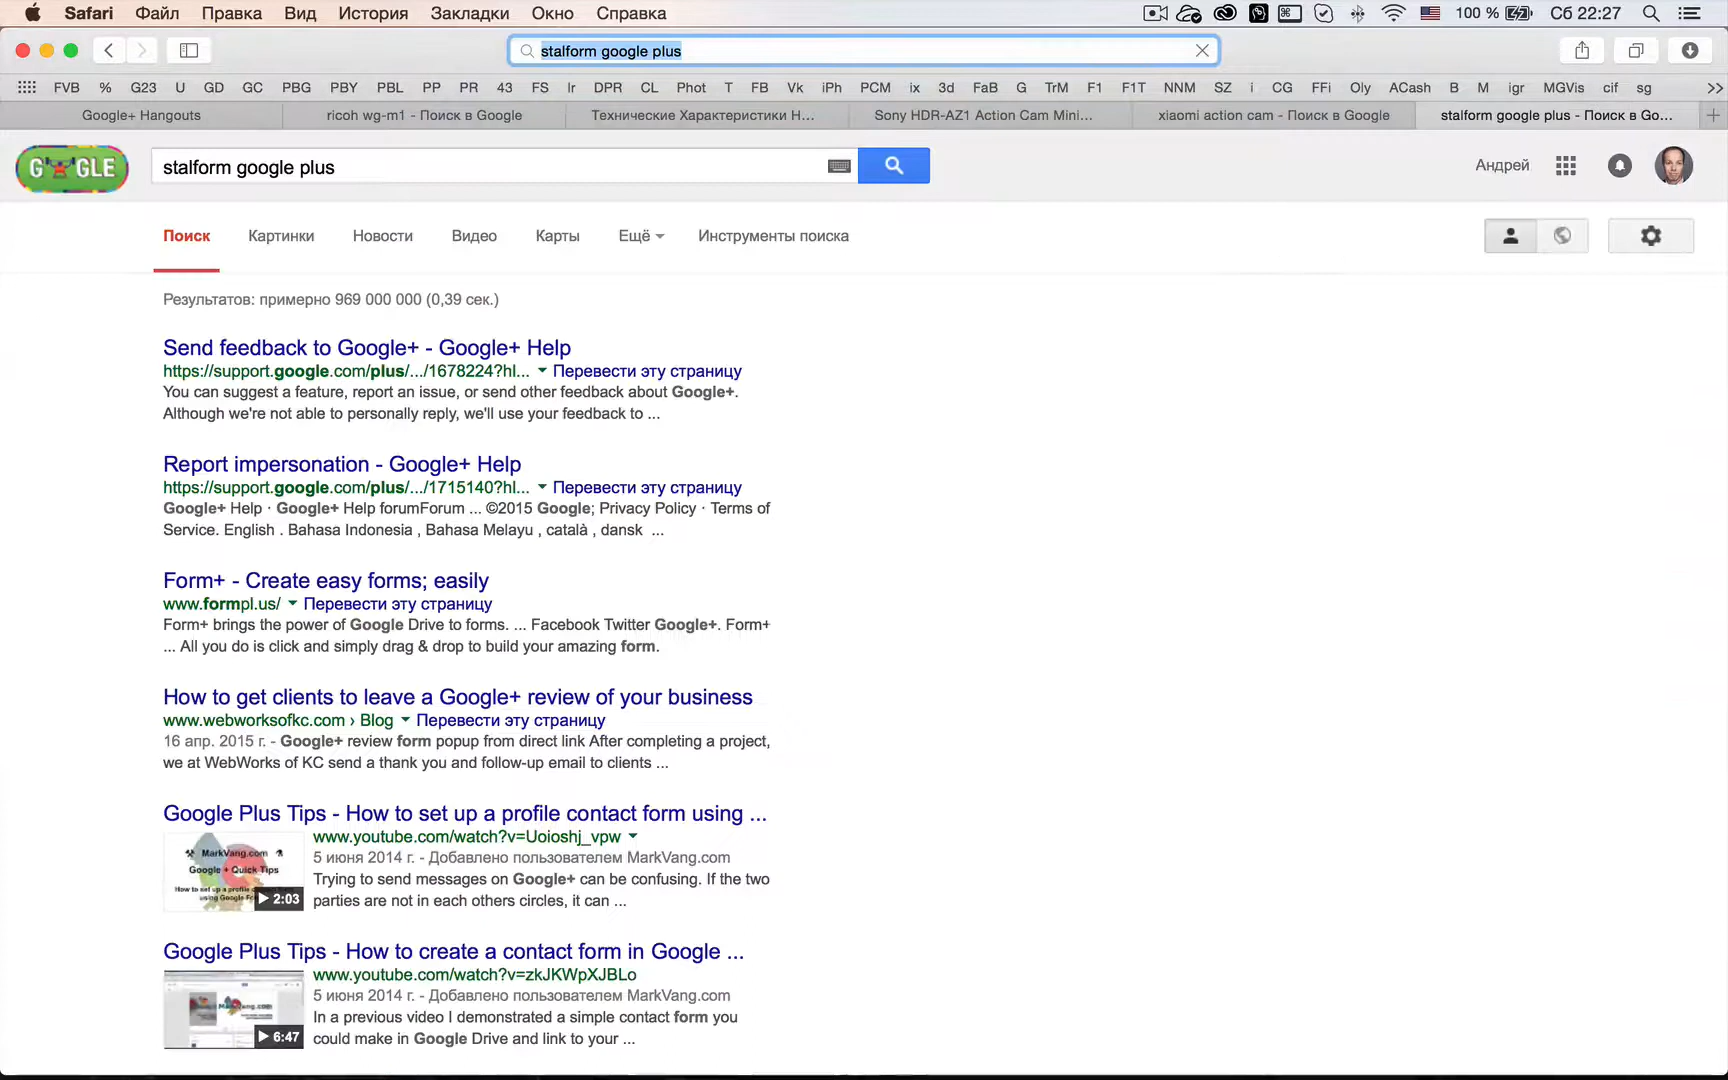 Safari Файл Правка Вид История Закладки Окно Справка 100 % Сб 22:27
stalform google plus
FVB % G23 U GD GC PBG PBY PBL PP PR 43 FS Ir DPR CL Phot T FB Vk iPh PCM ix 3d FaB G TrM F1 F1T NNM SZ i CG FFi Oly ACash B M igr MGVis cif sg
Google+ Hangouts ricoh wg-m1 - Поиск в Google Технические Характеристики Н... Sony HDR-AZ1 Action Cam Mini... xiaomi action cam - Поиск в Google stalform google plus - Поиск в Go...
stalform google plus Андрей
Поиск Картинки Новости Видео Карты Ещё Инструменты поиска
Результатов: примерно 969 000 000 (0,39 сек.)
Send feedback to Google+ - Google+ Help
https://support.google.com/plus/.../1678224?hl... Перевести эту страницу
You can suggest a feature, report an issue, or send other feedback about Google+.
Although we're not able to personally reply, we'll use your feedback to ...
Report impersonation - Google+ Help
https://support.google.com/plus/.../1715140?hl... Перевести эту страницу
Google+ Help · Google+ Help forumForum ... ©2015 Google; Privacy Policy · Terms of
Service. English . Bahasa Indonesia , Bahasa Melayu , català , dansk ...
Form+ - Create easy forms; easily
www.formpl.us/ Перевести эту страницу
Form+ brings the power of Google Drive to forms. ... Facebook Twitter Google+. Form+
... All you do is click and simply drag & drop to build your amazing form.
How to get clients to leave a Google+ review of your business
www.webworksofkc.com › Blog Перевести эту страницу
16 апр. 2015 г. - Google+ review form popup from direct link After completing a project,
we at WebWorks of KC send a thank you and follow-up email to clients ...
Google Plus Tips - How to set up a profile contact form using ...
www.youtube.com/watch?v=Uoioshj_vpw
5 июня 2014 г. - Добавлено пользователем MarkVang.com
Trying to send messages on Google+ can be confusing. If the two
parties are not in each others circles, it can ...
MarkVang.com
Google + Quick Tips
2:03
Google Plus Tips - How to create a contact form in Google ...
www.youtube.com/watch?v=zkJKWpXJBLo
5 июня 2014 г. - Добавлено пользователем MarkVang.com
In a previous video I demonstrated a simple contact form you
could make in Google Drive and link to your ...
6:47